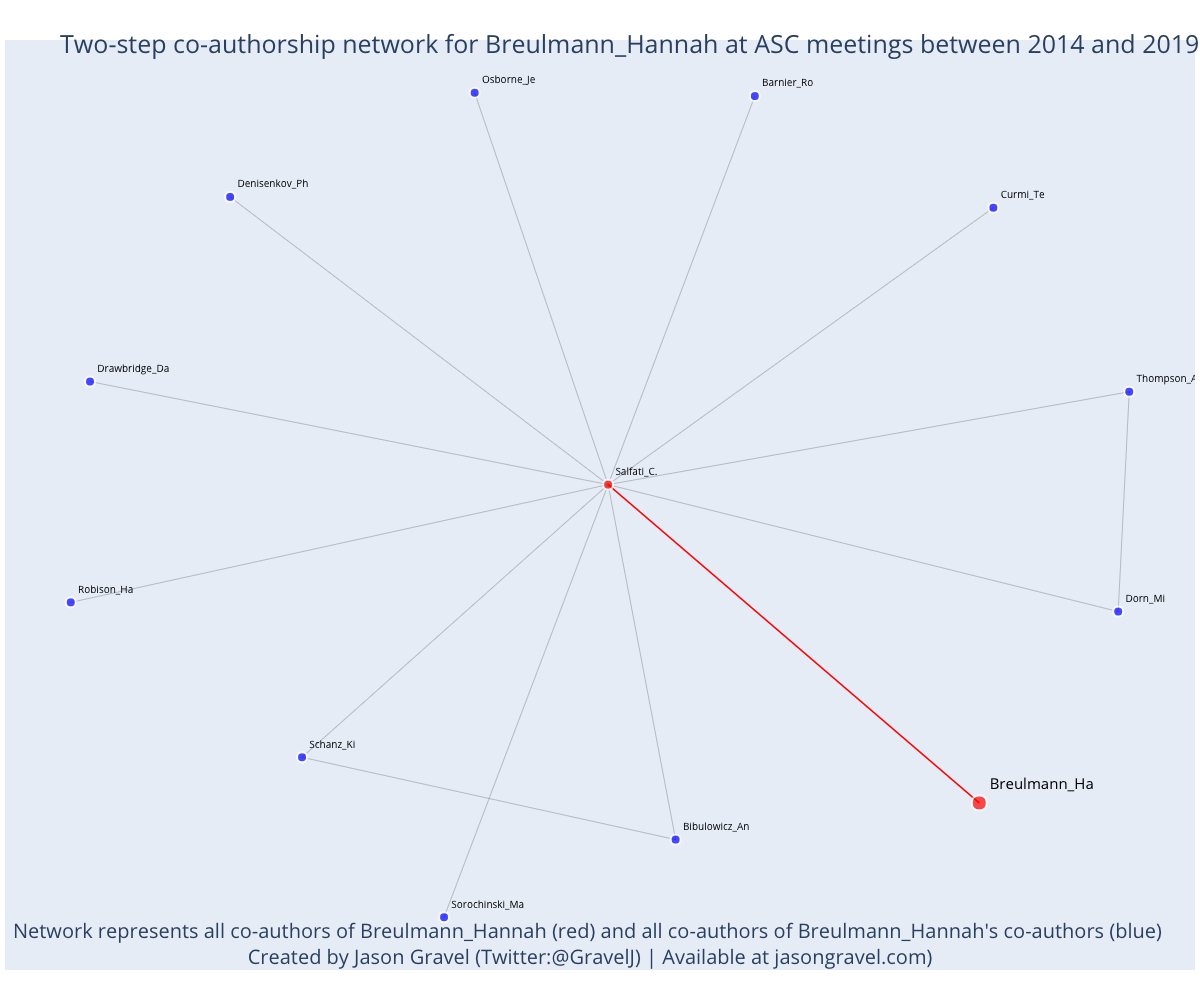 Two-step co-authorship network for Breulmann_Hannah at ASC meetings between 2014 and 2019
Osborne_Je
Barnier_Ro
Denisenkov_Ph
Curmi_Te
Drawbridge_Da
Thompson_A
Salfati_C.
Robison_Ha
Dorn_Mi
Schanz_Ki
Breulmann_Ha
Bibulowicz_An
Sorochinski_Ma
Network represents all co-authors of Breulmann_Hannah (red) and all co-authors of Breulmann_Hannah's co-authors (blue)
Created by Jason Gravel (Twitter:@GravelJ) | Available at jasongravel.com)